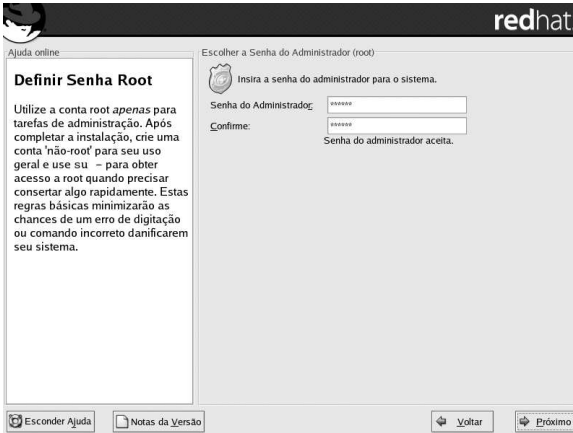 redhat
Ajuda online
Definir Senha Root
Utilize a conta root apenas para
tarefas de administração. Após
completar a instalação, crie uma
conta 'não-root' para seu uso
geral e use su - para obter
acesso a root quando precisar
consertar algo rapidamente. Estas
regras básicas minimizarão as
chances de um erro de digitação
ou comando incorreto danificarem
seu sistema.
Escolher a Senha do Administrador (root)
Insira a senha do administrador para o sistema.
Senha do Administrador: ******
Confirme: ******
Senha do administrador aceita.
Esconder Ajuda
Notas da Versão
Voltar
Próximo